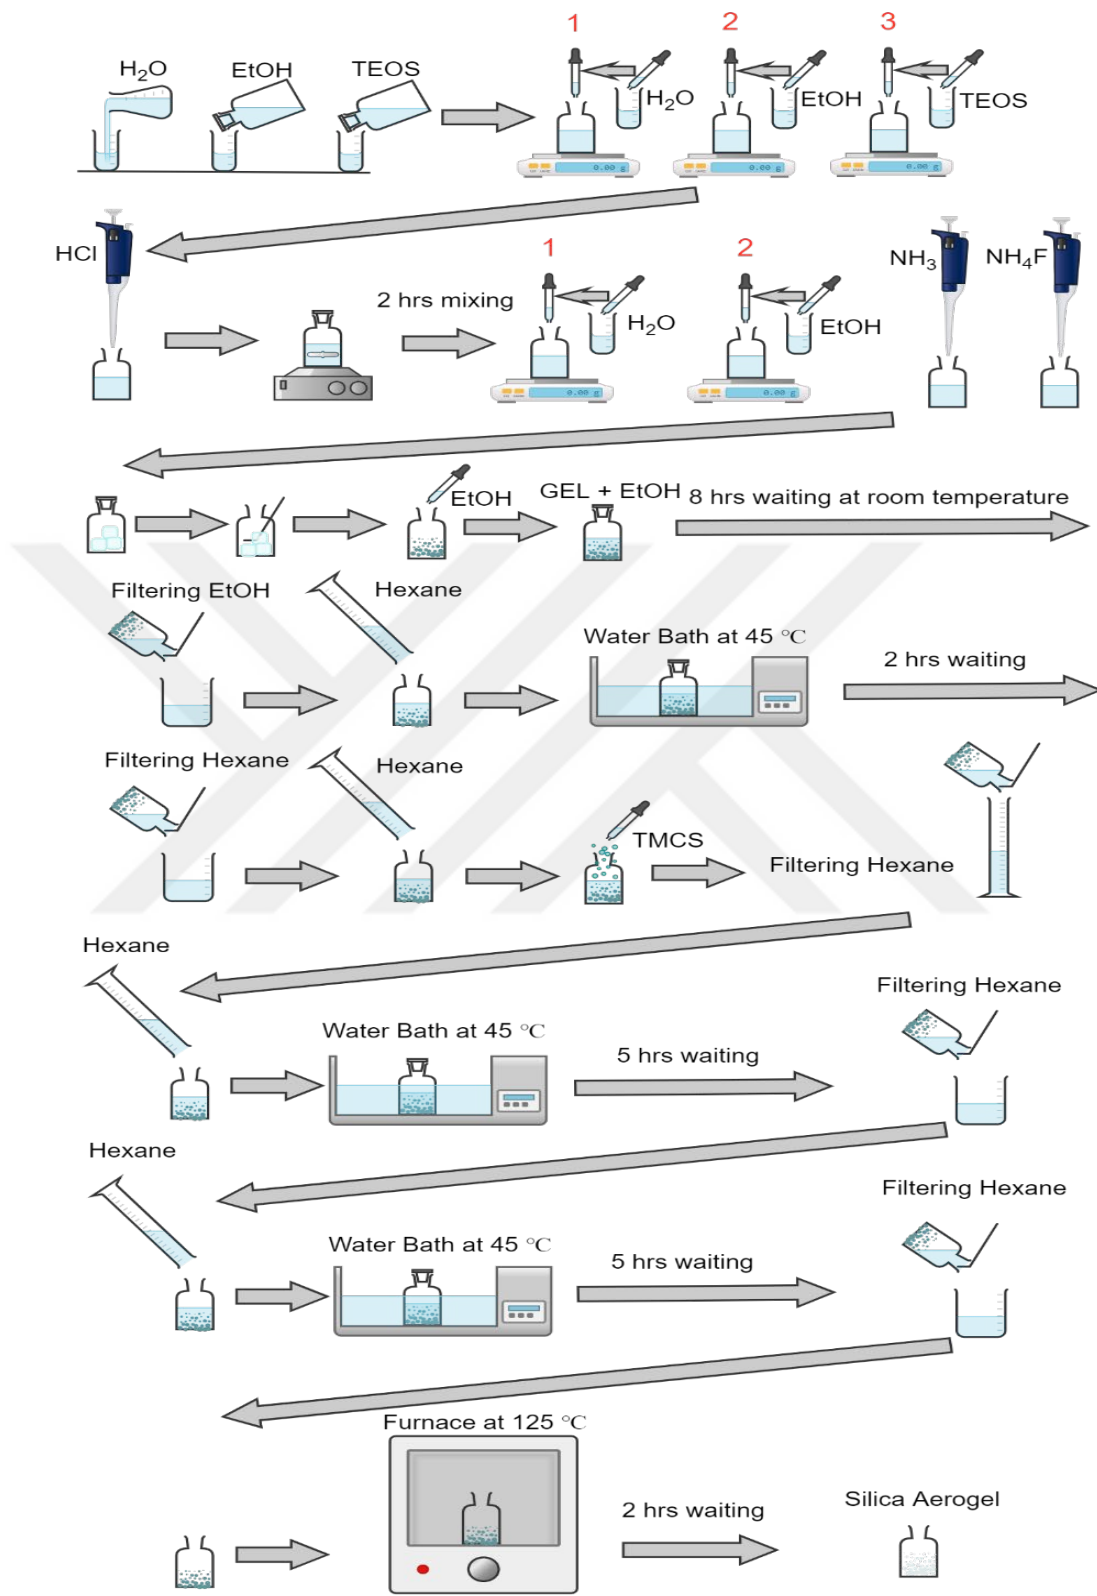 1
2
3
H₂O
EtOH
TEOS
H₂O
EtOH
TEOS
HCl
2 hrs mixing
1
2
H₂O
EtOH
NH₃
NH₄F
EtOH
GEL + EtOH
8 hrs waiting at room temperature
Filtering EtOH
Hexane
Water Bath at 45 °C
2 hrs waiting
Filtering Hexane
Hexane
TMCS
Filtering Hexane
Hexane
Water Bath at 45 °C
5 hrs waiting
Filtering Hexane
Hexane
Water Bath at 45 °C
5 hrs waiting
Filtering Hexane
Furnace at 125 °C
2 hrs waiting
Silica Aerogel